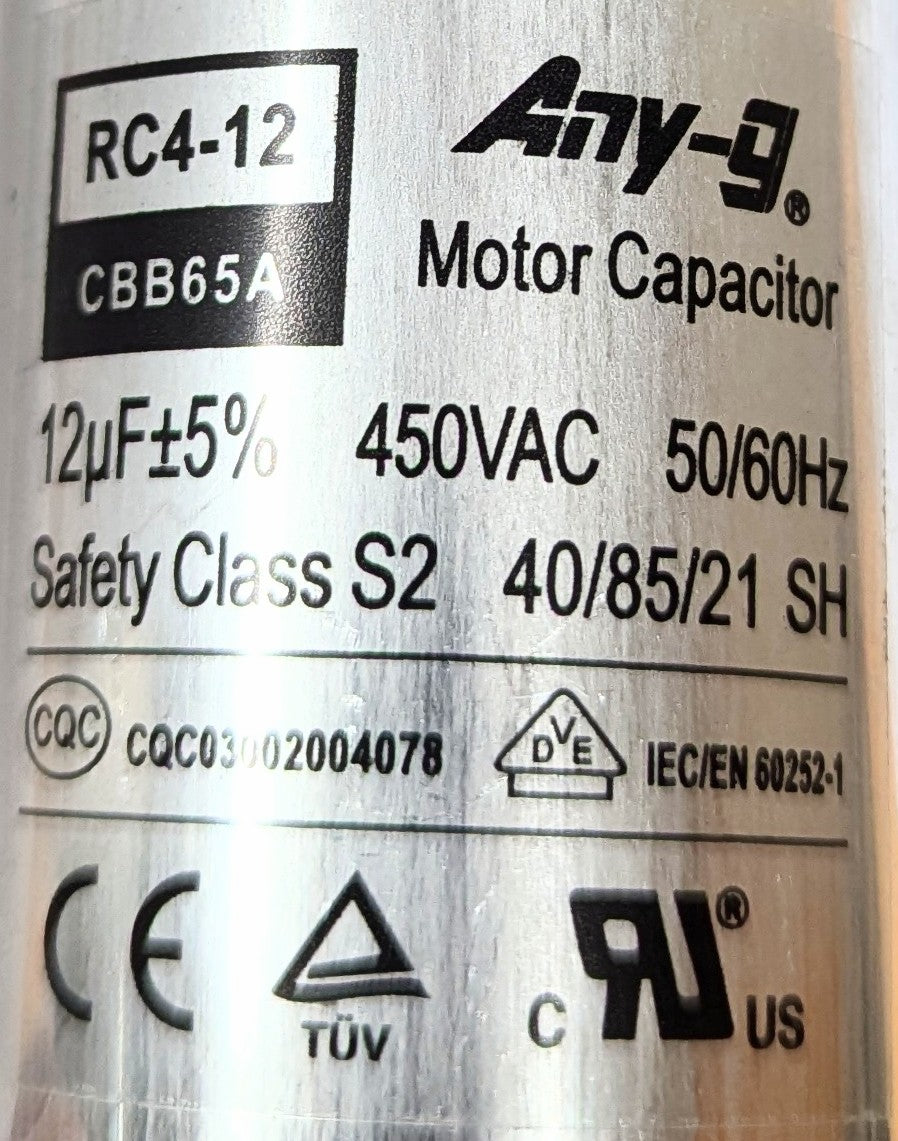 RC4-12
CBB65A
Any-g®
Motor Capacitor
12µF±5% 450VAC 50/60Hz
Safety Class S2 40/85/21 SH
CQC CQC03002004078 DVE IEC/EN 60252-1
CE TÜV C RU® US